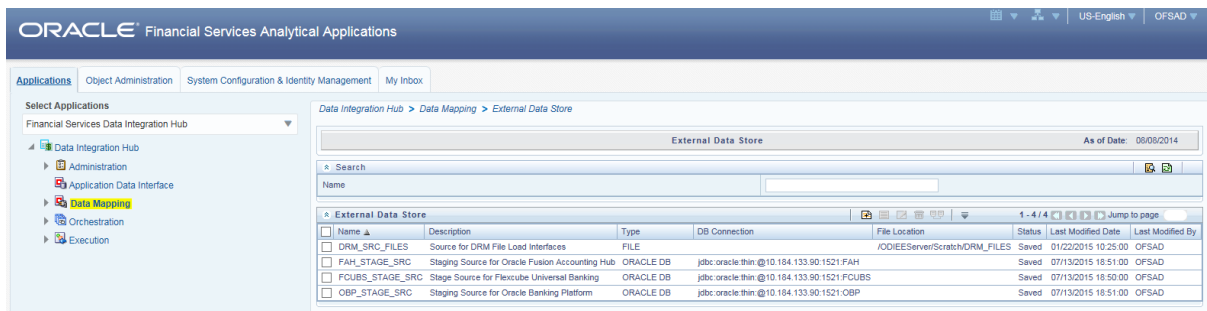 US-English OFSAD
ORACLE® Financial Services Analytical Applications
Applications Object Administration System Configuration & Identity Management My Inbox
Select Applications
Financial Services Data Integration Hub
Data Integration Hub
Administration
Application Data Interface
Data Mapping
Orchestration
Execution
Data Integration Hub > Data Mapping > External Data Store
External Data Store As of Date: 08/08/2014
Search
Name
External Data Store 1 - 4 / 4 Jump to page
Name Description Type DB Connection File Location Status Last Modified Date Last Modified By
DRM_SRC_FILES Source for DRM File Load Interfaces FILE /ODIEEServer/Scratch/DRM_FILES Saved 01/22/2015 10:25:00 OFSAD
FAH_STAGE_SRC Staging Source for Oracle Fusion Accounting Hub ORACLE DB jdbc:oracle:thin:@10.184.133.90:1521:FAH Saved 07/13/2015 18:51:00 OFSAD
FCUBS_STAGE_SRC Stage Source for Flexcube Universal Banking ORACLE DB jdbc:oracle:thin:@10.184.133.90:1521:FCUBS Saved 07/13/2015 18:50:00 OFSAD
OBP_STAGE_SRC Staging Source for Oracle Banking Platform ORACLE DB jdbc:oracle:thin:@10.184.133.90:1521:OBP Saved 07/13/2015 18:51:00 OFSAD